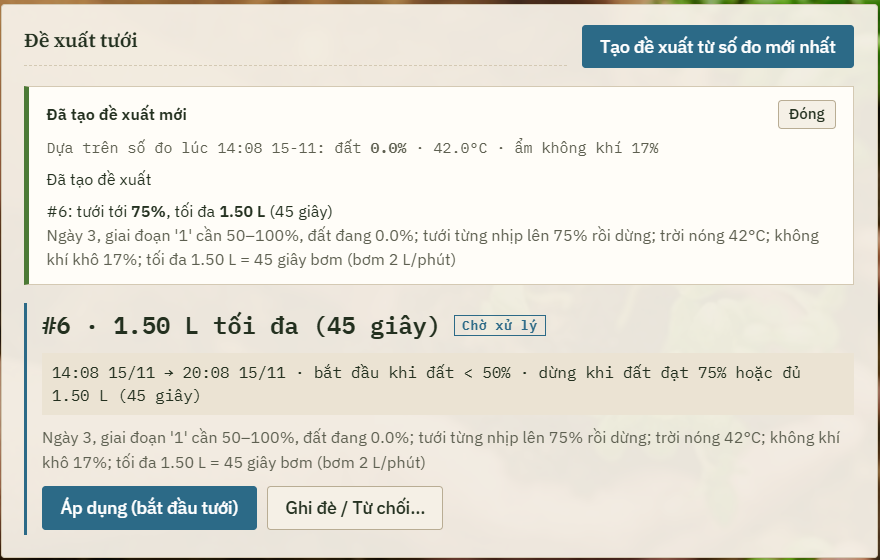 Đề xuất tưới
Tạo đề xuất từ số đo mới nhất
Đã tạo đề xuất mới
Đóng
Dựa trên số đo lúc 14:08 15-11: đất 0.0% · 42.0°C · ẩm không khí 17%
Đã tạo đề xuất
#6: tưới tới 75%, tối đa 1.50 L (45 giây)
Ngày 3, giai đoạn '1' cần 50–100%, đất đang 0.0%; tưới từng nhịp lên 75% rồi dừng; trời nóng 42°C; không
khí khô 17%; tối đa 1.50 L = 45 giây bơm (bơm 2 L/phút)
#6 · 1.50 L tối đa (45 giây)
Chờ xử lý
14:08 15/11 → 20:08 15/11 · bắt đầu khi đất < 50% · dừng khi đất đạt 75% hoặc đủ
1.50 L (45 giây)
Ngày 3, giai đoạn '1' cần 50–100%, đất đang 0.0%; tưới từng nhịp lên 75% rồi dừng; trời nóng 42°C; không khí
khô 17%; tối đa 1.50 L = 45 giây bơm (bơm 2 L/phút)
Áp dụng (bắt đầu tưới)
Ghi đè / Từ chối...